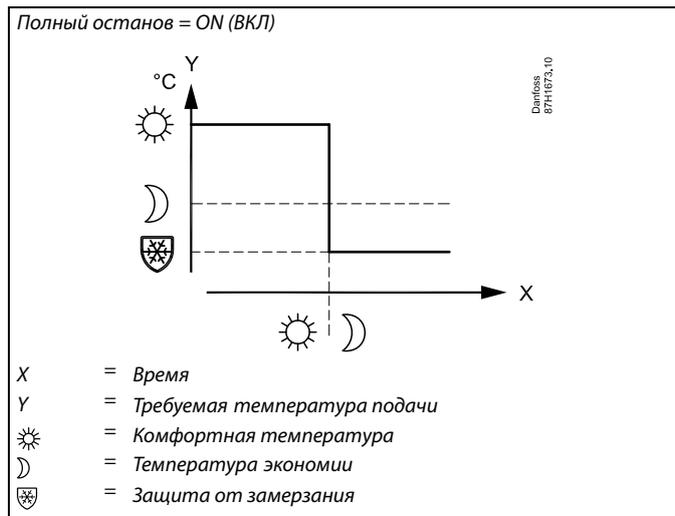 Полный останов = ON (ВКЛ)
Y
°C
Danfoss
87H1673.10
X
X = Время
Y = Требуемая температура подачи
= Комфортная температура
= Температура экономии
= Защита от замерзания